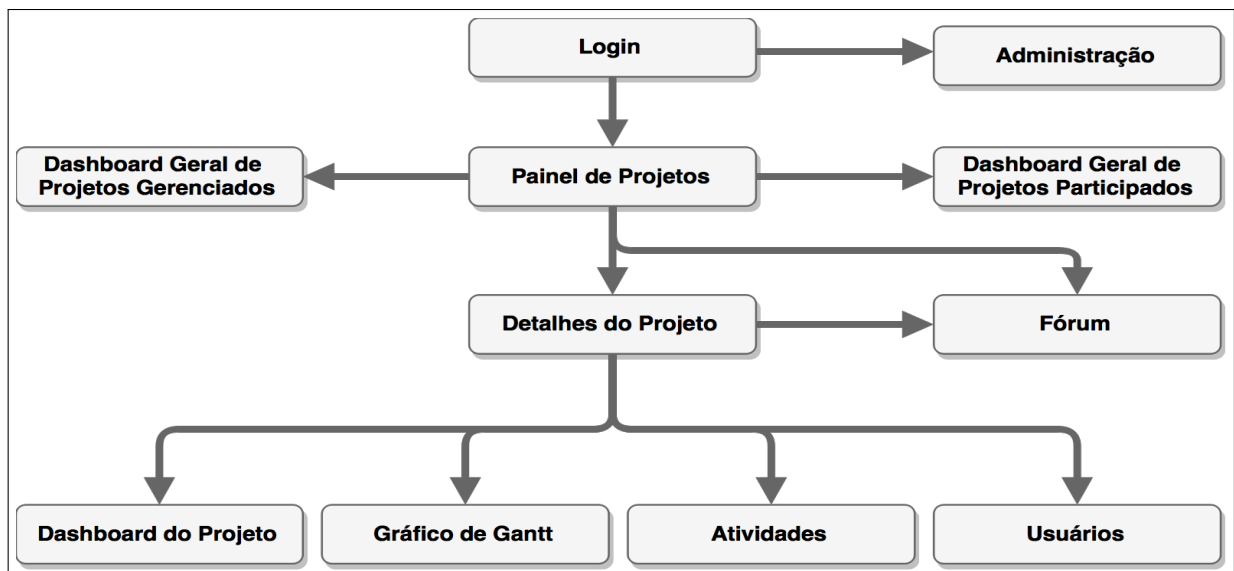 Login
Administração
Dashboard Geral de
Projetos Gerenciados
Painel de Projetos
Dashboard Geral de
Projetos Participados
Detalhes do Projeto
Fórum
Dashboard do Projeto
Gráfico de Gantt
Atividades
Usuários